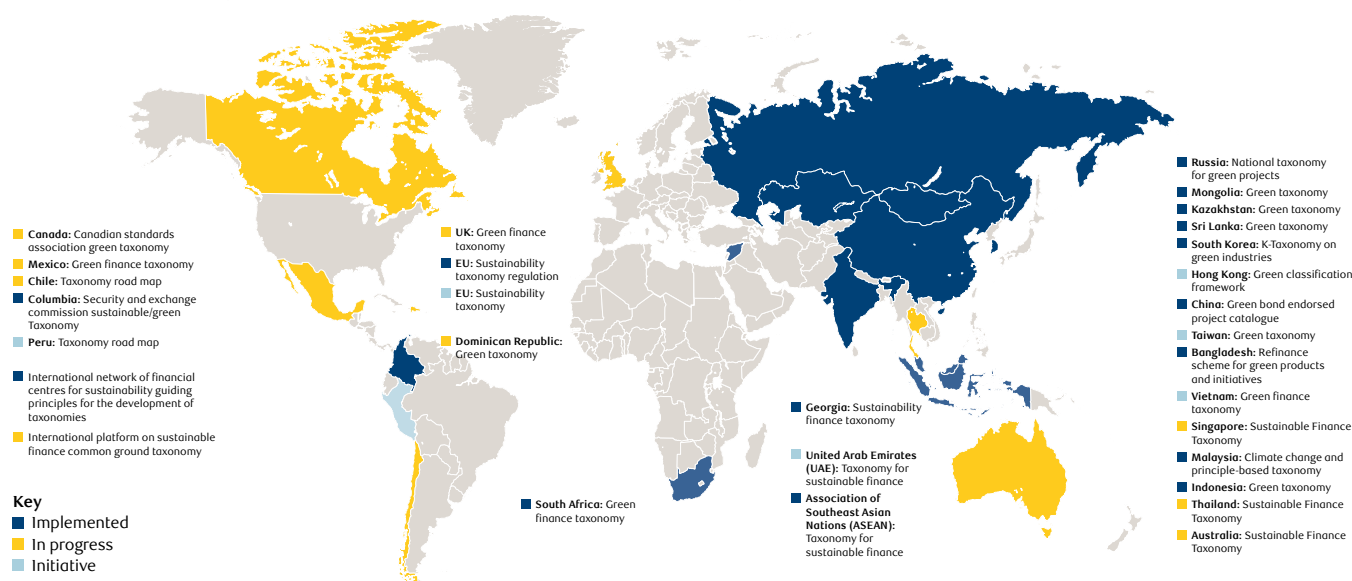 Canada: Canadian standards
association green taxonomy
Mexico: Green finance taxonomy
Chile: Taxonomy road map
Columbia: Security and exchange
commission sustainable/green
Taxonomy
Peru: Taxonomy road map
International network of financial
centres for sustainability guiding
principles for the development of
taxonomies
International platform on sustainable
finance common ground taxonomy
Key
Implemented
In progress
Initiative
UK: Green finance
taxonomy
EU: Sustainability
taxonomy regulation
EU: Sustainability
taxonomy
Dominican Republic:
Green taxonomy
South Africa: Green
finance taxonomy
Georgia: Sustainability
finance taxonomy
United Arab Emirates
(UAE): Taxonomy for
sustainable finance
Association of
Southeast Asian
Nations (ASEAN):
Taxonomy for
sustainable finance
Russia: National taxonomy
for green projects
Mongolia: Green taxonomy
Kazakhstan: Green taxonomy
Sri Lanka: Green taxonomy
South Korea: K-Taxonomy on
green industries
Hong Kong: Green classification
framework
China: Green bond endorsed
project catalogue
Taiwan: Green taxonomy
Bangladesh: Refinance
scheme for green products
and initiatives
Vietnam: Green finance
taxonomy
Singapore: Sustainable Finance
Taxonomy
Malaysia: Climate change and
principle-based taxonomy
Indonesia: Green taxonomy
Thailand: Sustainable Finance
Taxonomy
Australia: Sustainable Finance
Taxonomy